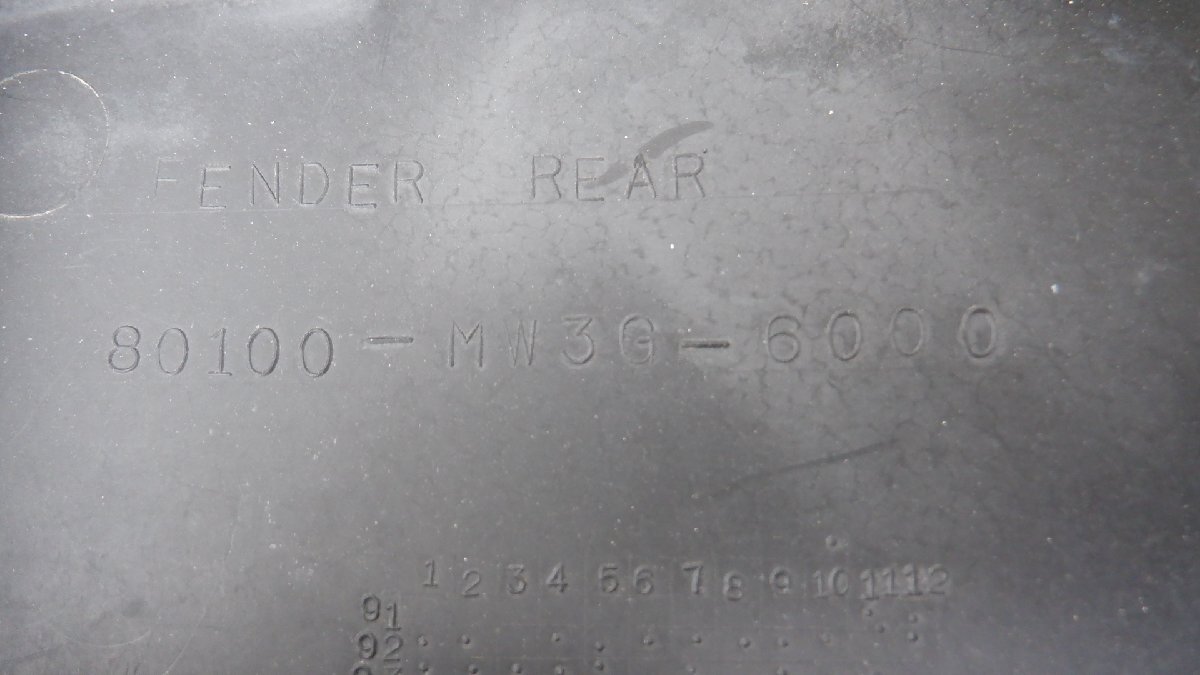 FENDER REAR
80100-MW3G-6000
1 2 3 4 5 6 7 8 9 10 11 12
91
92